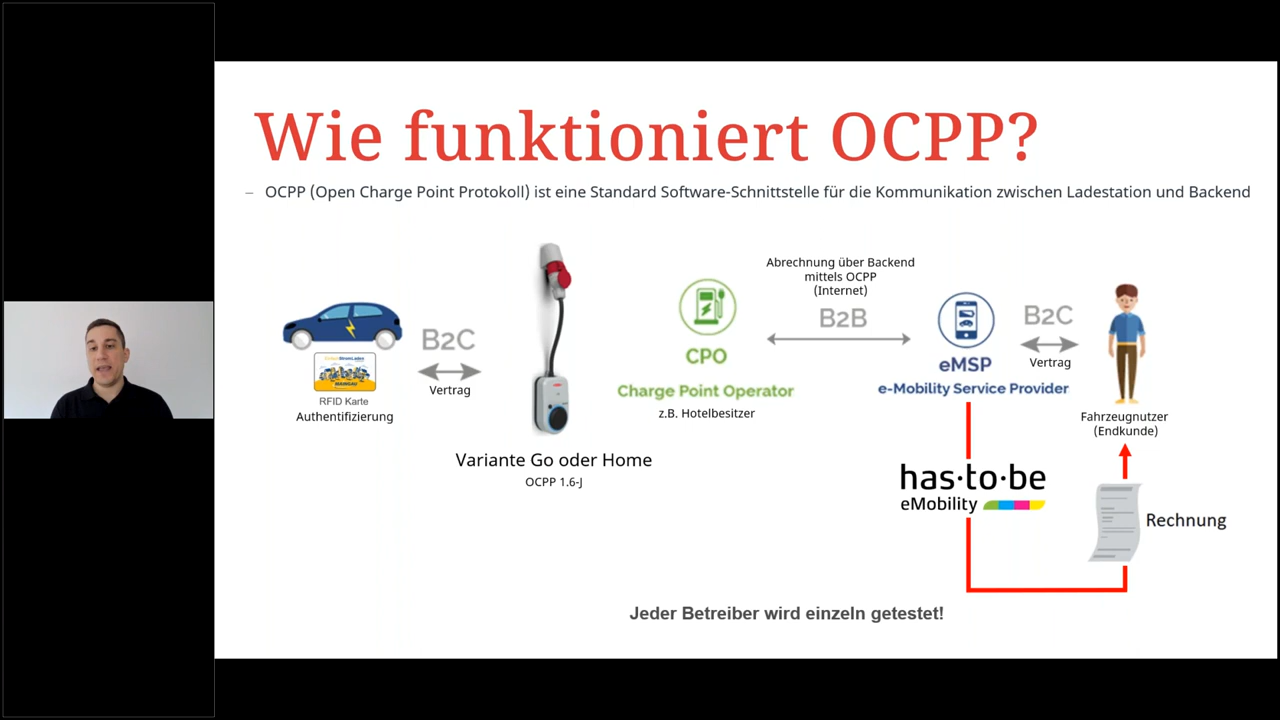 Wie funktioniert OCPP?
– OCPP (Open Charge Point Protokoll) ist eine Standard Software-Schnittstelle für die Kommunikation zwischen Ladestation und Backend
Abrechnung über Backend
mittels OCPP
(Internet)
B2B
B2C
Vertrag
RFID Karte
Authentifizierung
CPO
Charge Point Operator
z.B. Hotelbesitzer
eMSP
e-Mobility Service Provider
B2C
Vertrag
Fahrzeugnutzer
(Endkunde)
Variante Go oder Home
OCPP 1.6-J
has·to·be
eMobility
Rechnung
Jeder Betreiber wird einzeln getestet!